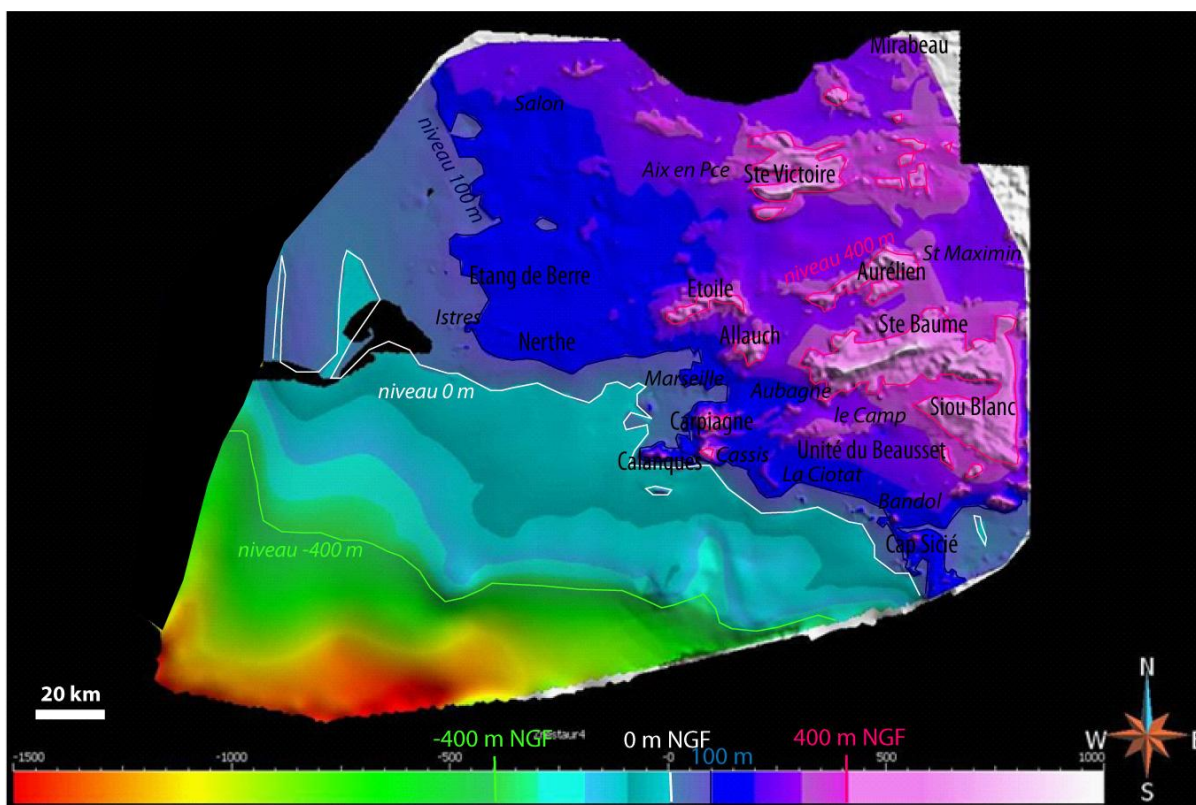 Mirabeau
Salon
niveau 100 m
Aix en Pce
Ste Victoire
niveau 400 m
St Maximin
Etang de Berre
Etoile
Aurélien
Istres
Nerthe
Allauch
Ste Baume
niveau 0 m
Marseille
Aubagne
Carpiagne
le Camp
Siou Blanc
Calanques
Cassis
Unité du Beausset
La Ciotat
Bandol
niveau -400 m
Cap Sicié
20 km
N
W
E
S
-400 m NGF
0 m NGF
400 m NGF
100 m
-1500
-1000
-500
0
500
1000